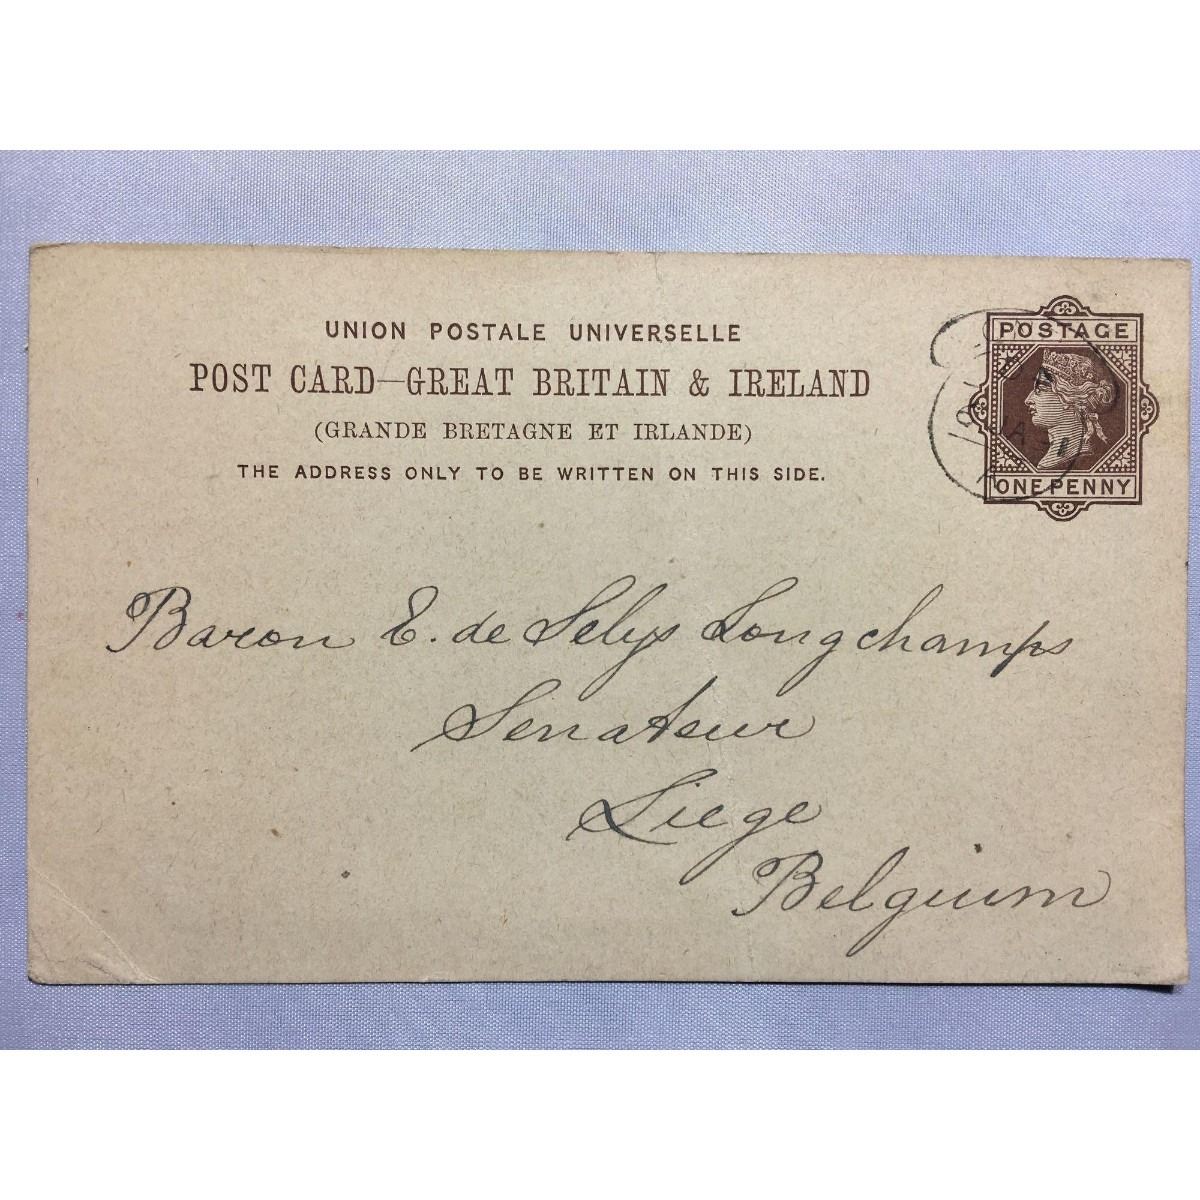 UNION POSTALE UNIVERSELLE
POST CARD—GREAT BRITAIN & IRELAND
(GRANDE BRETAGNE ET IRLANDE)
THE ADDRESS ONLY TO BE WRITTEN ON THIS SIDE.
POSTAGE
ONE PENNY
Baron E. de Selys Longchamps
Senateur
Liege
Belgium